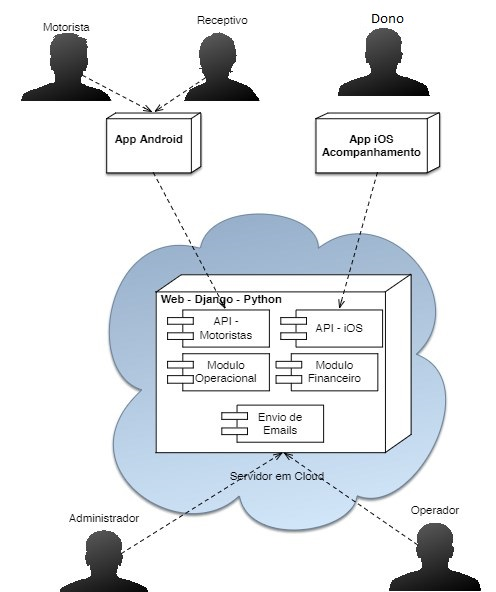 Motorista
Receptivo
Dono
App Android
App iOS
Acompanhamento
Web - Django - Python
API -
Motoristas
API - iOS
Modulo
Operacional
Modulo
Financeiro
Envio de
Emails
Servidor em Cloud
Administrador
Operador